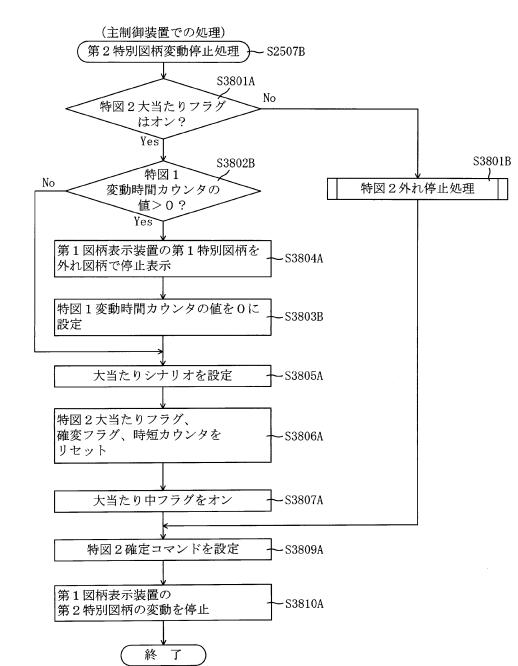 (主制御装置での処理)
第2特別図柄変動停止処理
S2507B
S3801A
特図2大当たりフラグ
はオン?
No
Yes
S3802B
特図1
変動時間カウンタの
値>0?
No
Yes
S3801B
特図2外れ停止処理
第1図柄表示装置の第1特別図柄を
外れ図柄で停止表示
S3804A
特図1変動時間カウンタの値を0に
設定
S3803B
大当たりシナリオを設定
S3805A
特図2大当たりフラグ、
確変フラグ、時短カウンタを
リセット
S3806A
大当たり中フラグをオン
S3807A
特図2確定コマンドを設定
S3809A
第1図柄表示装置の
第2特別図柄の変動を停止
S3810A
終 了